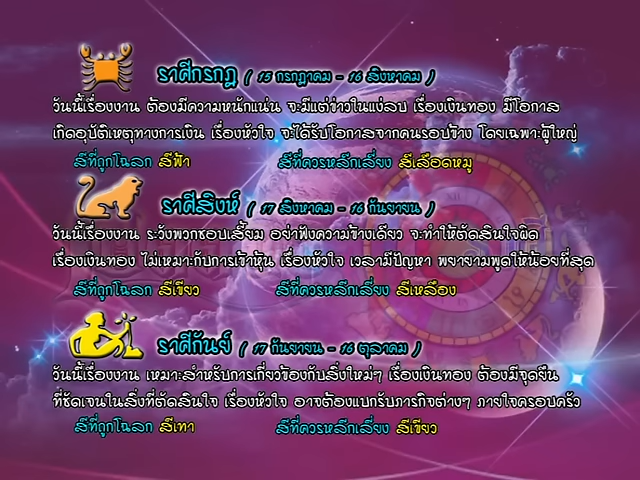 ราศีกรกฎ ( 15 กรกฎาคม - 16 สิงหาคม )
วันนี้เรื่องงาน ต้องมีความหนักแน่น จะมีแต่ข่าวในแง่ลบ เรื่องเงินทอง มีโอกาส
เกิดอุบัติเหตุทางการเงิน เรื่องหัวใจ จะได้รับโอกาสจากคนรอบข้าง โดยเฉพาะผู้ใหญ่
สีที่ถูกโฉลก สีฟ้า สีที่ควรหลีกเลี่ยง สีเลือดหมู
ราศีสิงห์ ( 17 สิงหาคม - 16 กันยายน )
วันนี้เรื่องงาน ระวังพวกชอบเสี้ยม อย่าฟังความข้างเดียว จะทำให้ตัดสินใจผิด
เรื่องเงินทอง ไม่เหมาะกับการเข้าหุ้น เรื่องหัวใจ เวลามีปัญหา พยายามพูดให้น้อยที่สุด
สีที่ถูกโฉลก สีเขียว สีที่ควรหลีกเลี่ยง สีเหลือง
ราศีกันย์ ( 17 กันยายน - 16 ตุลาคม )
วันนี้เรื่องงาน เหมาะสำหรับการเกี่ยวข้องกับสิ่งใหม่ๆ เรื่องเงินทอง ต้องมีจุดยืน
ที่ชัดเจนในสิ่งที่ตัดสินใจ เรื่องหัวใจ อาจต้องแบกรับภารกิจต่างๆ ภายใจครอบครัว
สีที่ถูกโฉลก สีเทา สีที่ควรหลีกเลี่ยง สีเขียว